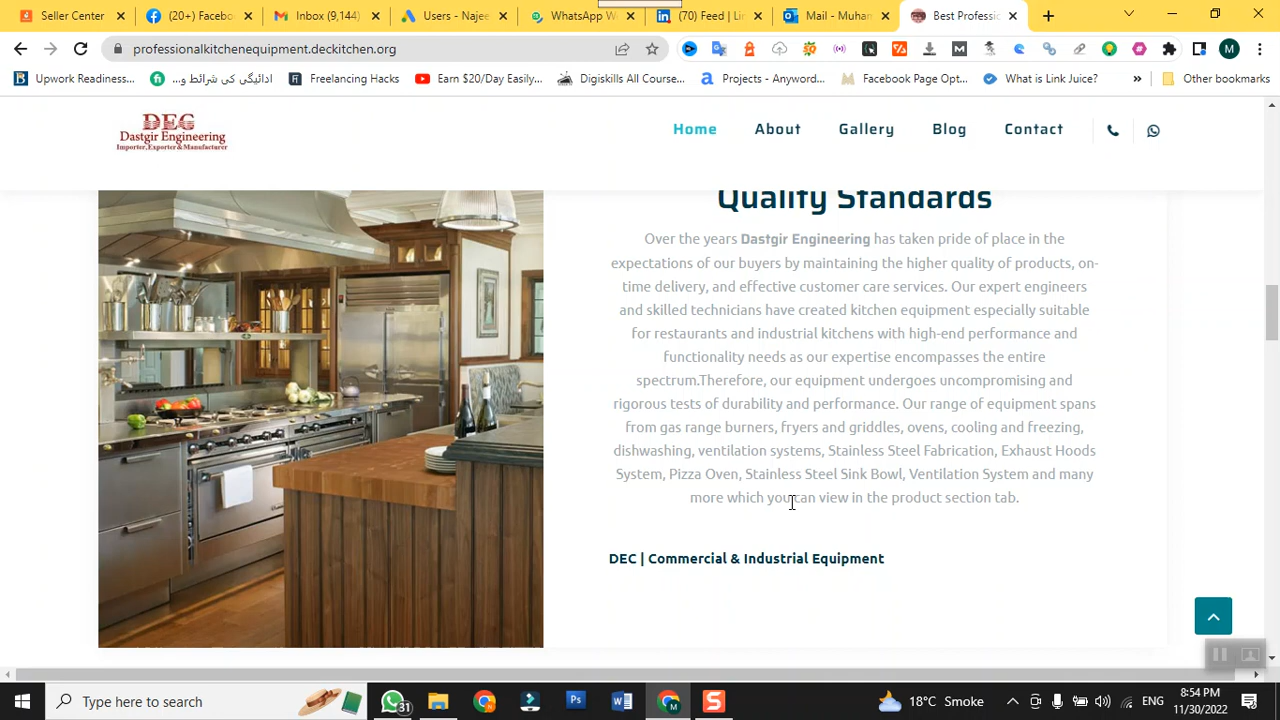 Seller Center
(20+) Facebo
Inbox (9,144)
Users - Najee
WhatsApp W
(70) Feed | Lin
Mail - Muham
Best Professio
professionalkitchenequipment.deckitchen.org
M
Upwork Readiness...
ادائیگی کی شرائط و...
Freelancing Hacks
Earn $20/Day Easily...
Digiskills All Course...
Projects - Anyword...
Facebook Page Opt...
What is Link Juice?
Other bookmarks
DEC
Dastgir Engineering
Importer,Exporter&Manufacturer
Home
About
Gallery
Blog
Contact
Quality Standards
Over the years Dastgir Engineering has taken pride of place in the
expectations of our buyers by maintaining the higher quality of products, on-
time delivery, and effective customer care services. Our expert engineers
and skilled technicians have created kitchen equipment especially suitable
for restaurants and industrial kitchens with high-end performance and
functionality needs as our expertise encompasses the entire
spectrum.Therefore, our equipment undergoes uncompromising and
rigorous tests of durability and performance. Our range of equipment spans
from gas range burners, fryers and griddles, ovens, cooling and freezing,
dishwashing, ventilation systems, Stainless Steel Fabrication, Exhaust Hoods
System, Pizza Oven, Stainless Steel Sink Bowl, Ventilation System and many
more which you can view in the product section tab.
DEC | Commercial & Industrial Equipment
Type here to search
31
18°C Smoke
ENG
8:54 PM
11/30/2022